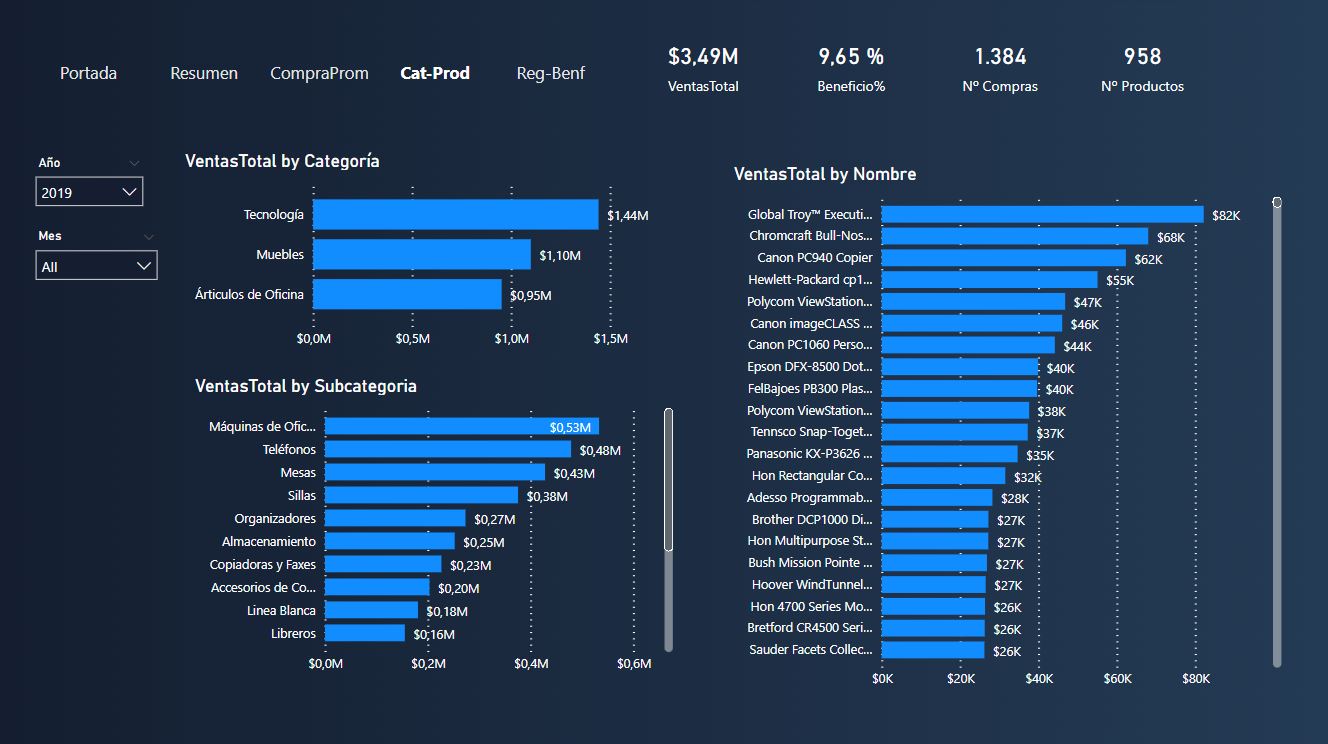 Portada
Resumen
CompraProm
Cat-Prod
Reg-Benf
$3,49M
VentasTotal
9,65 %
Beneficio%
1.384
Nº Compras
958
Nº Productos
Año
2019
Mes
All
VentasTotal by Categoría
Tecnología $1,44M
Muebles $1,10M
Árticulos de Oficina $0,95M
$0,0M $0,5M $1,0M $1,5M
VentasTotal by Subcategoria
Máquinas de Ofic... $0,53M
Teléfonos $0,48M
Mesas $0,43M
Sillas $0,38M
Organizadores $0,27M
Almacenamiento $0,25M
Copiadoras y Faxes $0,23M
Accesorios de Co... $0,20M
Linea Blanca $0,18M
Libreros $0,16M
$0,0M $0,2M $0,4M $0,6M
VentasTotal by Nombre
Global Troy™ Executi... $82K
Chromcraft Bull-Nos... $68K
Canon PC940 Copier $62K
Hewlett-Packard cp1... $55K
Polycom ViewStation... $47K
Canon imageCLASS ... $46K
Canon PC1060 Perso... $44K
Epson DFX-8500 Dot... $40K
FelBajoes PB300 Plas... $40K
Polycom ViewStation... $38K
Tennsco Snap-Toget... $37K
Panasonic KX-P3626 ... $35K
Hon Rectangular Co... $32K
Adesso Programmab... $28K
Brother DCP1000 Di... $27K
Hon Multipurpose St... $27K
Bush Mission Pointe ... $27K
Hoover WindTunnel... $27K
Hon 4700 Series Mo... $26K
Bretford CR4500 Seri... $26K
Sauder Facets Collec... $26K
$0K $20K $40K $60K $80K